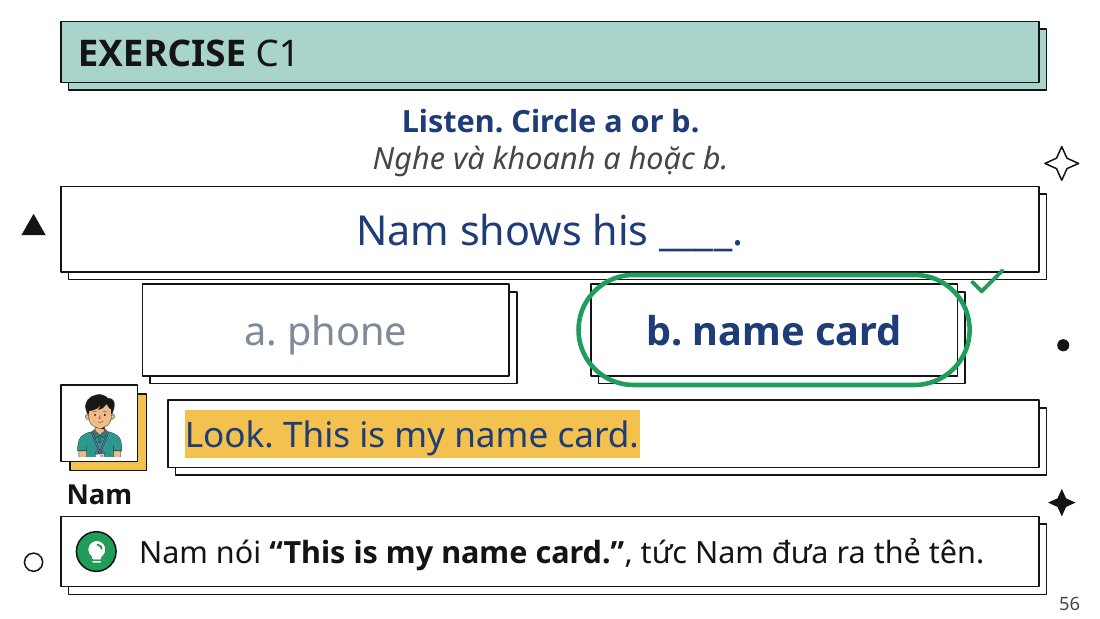 EXERCISE C1
Listen. Circle a or b.
Nghe và khoanh a hoặc b.
Nam shows his ____.
a. phone
b. name card
Look. This is my name card.
Nam
Nam nói “This is my name card.”, tức Nam đưa ra thẻ tên.
56